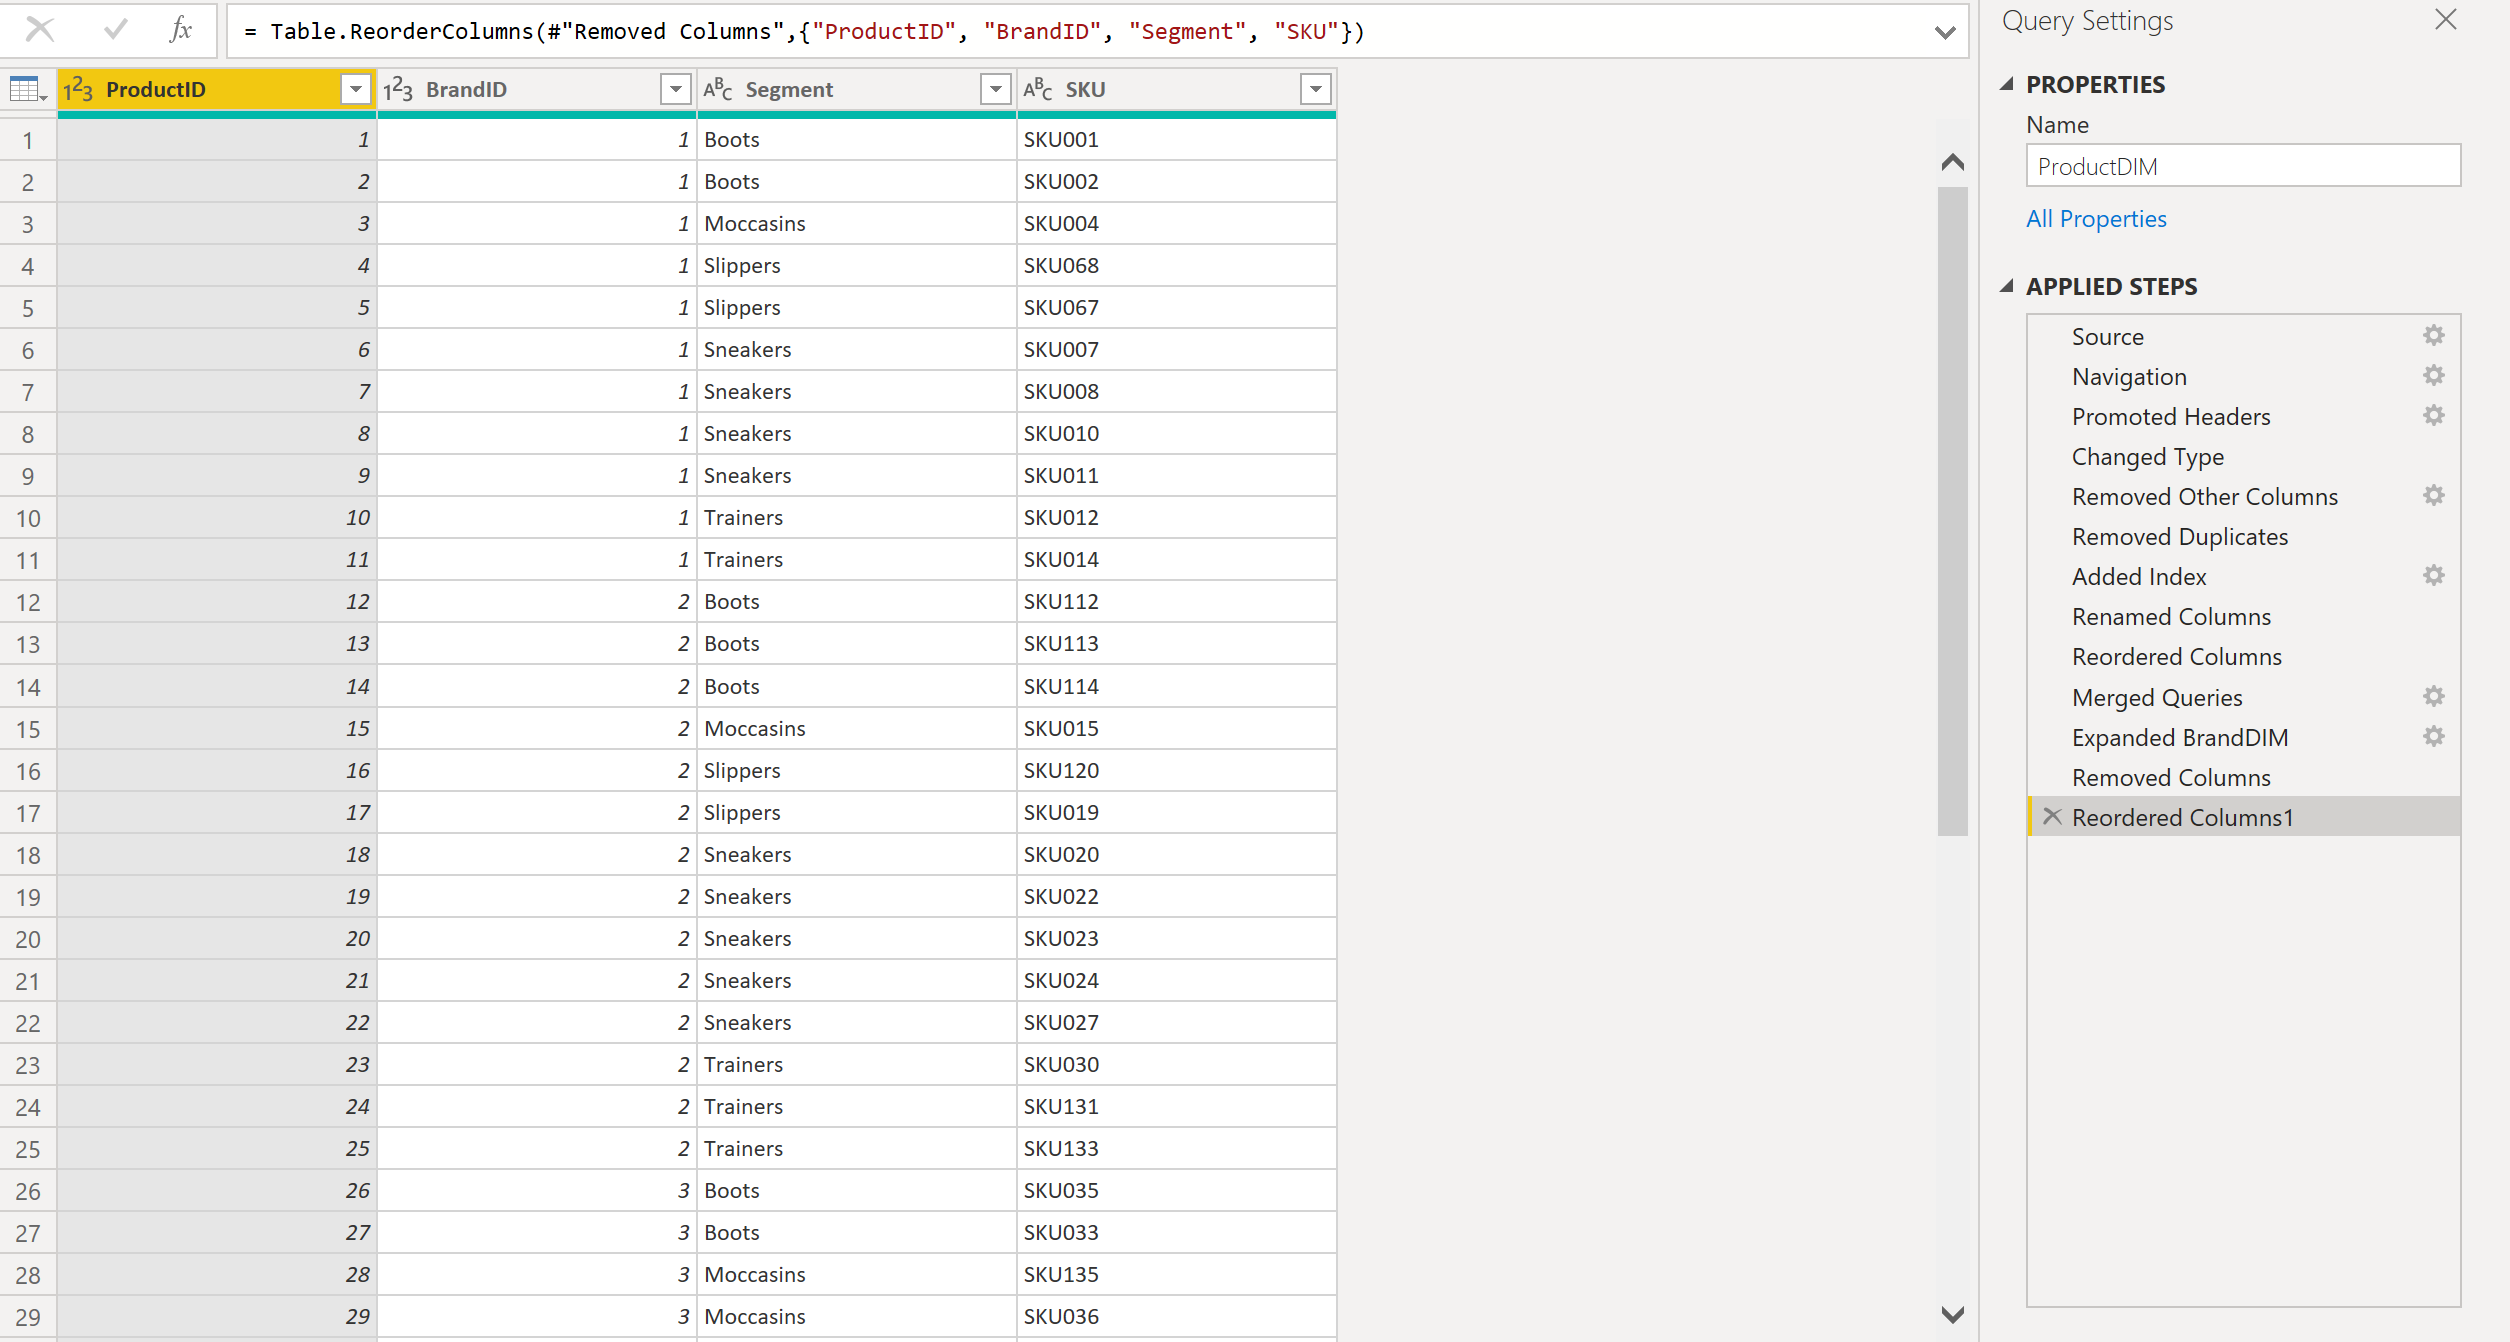 = Table.ReorderColumns(#"Removed Columns",{"ProductID", "BrandID", "Segment", "SKU"})
ProductID BrandID Segment SKU
1 1 1 Boots SKU001
2 2 1 Boots SKU002
3 3 1 Moccasins SKU004
4 4 1 Slippers SKU068
5 5 1 Slippers SKU067
6 6 1 Sneakers SKU007
7 7 1 Sneakers SKU008
8 8 1 Sneakers SKU010
9 9 1 Sneakers SKU011
10 10 1 Trainers SKU012
11 11 1 Trainers SKU014
12 12 2 Boots SKU112
13 13 2 Boots SKU113
14 14 2 Boots SKU114
15 15 2 Moccasins SKU015
16 16 2 Slippers SKU120
17 17 2 Slippers SKU019
18 18 2 Sneakers SKU020
19 19 2 Sneakers SKU022
20 20 2 Sneakers SKU023
21 21 2 Sneakers SKU024
22 22 2 Sneakers SKU027
23 23 2 Trainers SKU030
24 24 2 Trainers SKU131
25 25 2 Trainers SKU133
26 26 3 Boots SKU035
27 27 3 Boots SKU033
28 28 3 Moccasins SKU135
29 29 3 Moccasins SKU036
Query Settings
PROPERTIES
Name
ProductDIM
All Properties
APPLIED STEPS
Source
Navigation
Promoted Headers
Changed Type
Removed Other Columns
Removed Duplicates
Added Index
Renamed Columns
Reordered Columns
Merged Queries
Expanded BrandDIM
Removed Columns
Reordered Columns1